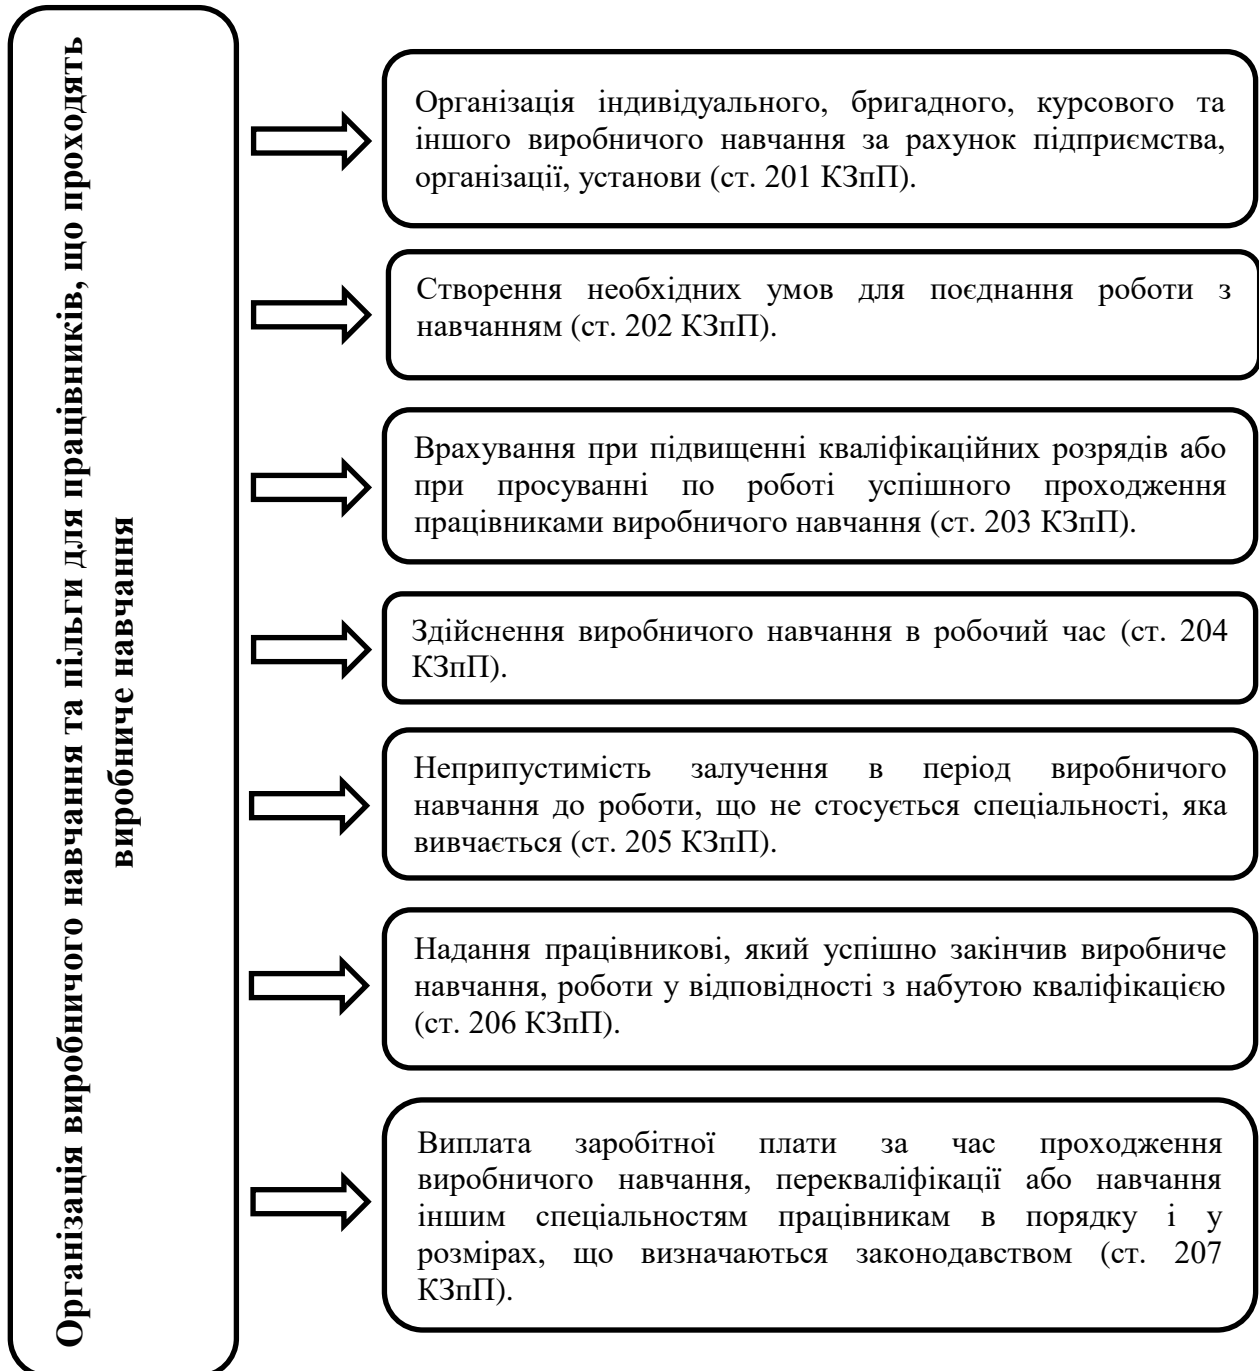 Організація виробничого навчання та пільги для працівників, що проходять
виробниче навчання
Організація індивідуального, бригадного, курсового та
іншого виробничого навчання за рахунок підприємства,
організації, установи (ст. 201 КЗпП).
Створення необхідних умов для поєднання роботи з
навчанням (ст. 202 КЗпП).
Врахування при підвищенні кваліфікаційних розрядів або
при просуванні по роботі успішного проходження
працівниками виробничого навчання (ст. 203 КЗпП).
Здійснення виробничого навчання в робочий час (ст. 204
КЗпП).
Неприпустимість залучення в період виробничого
навчання до роботи, що не стосується спеціальності, яка
вивчається (ст. 205 КЗпП).
Надання працівникові, який успішно закінчив виробниче
навчання, роботи у відповідності з набутою кваліфікацією
(ст. 206 КЗпП).
Виплата заробітної плати за час проходження
виробничого навчання, перекваліфікації або навчання
іншим спеціальностям працівникам в порядку і у
розмірах, що визначаються законодавством (ст. 207
КЗпП).